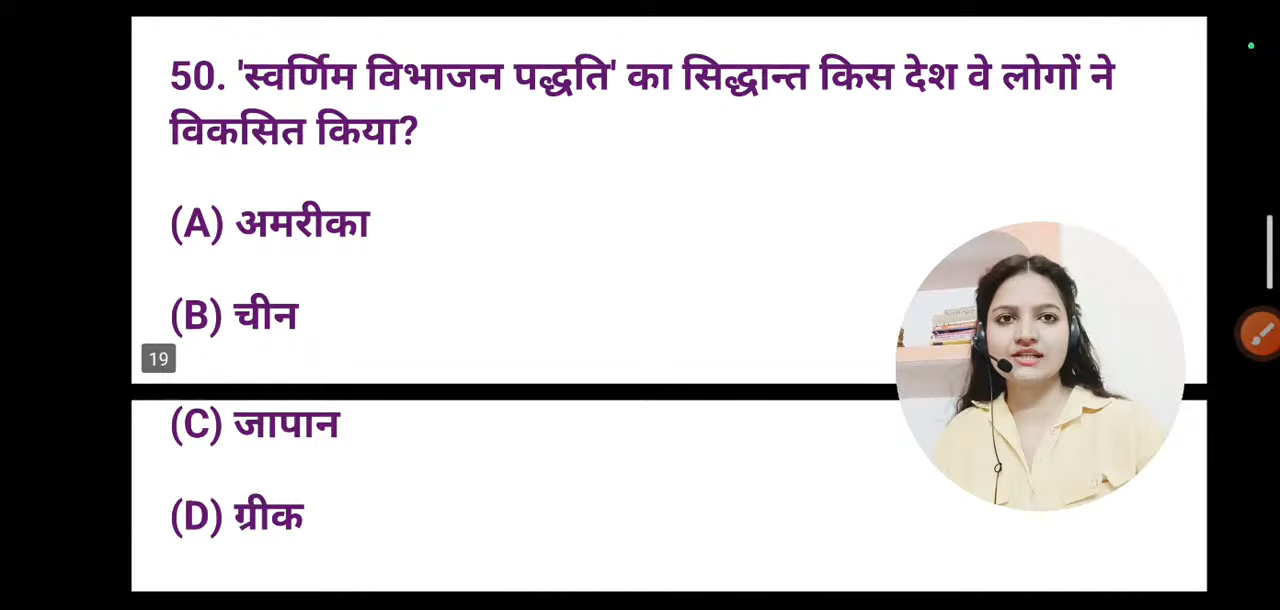 50. 'स्वर्णिम विभाजन पद्धति' का सिद्धान्त किस देश वे लोगों ने
विकसित किया?
(A) अमरीका
(B) चीन
19
(C) जापान
(D) ग्रीक